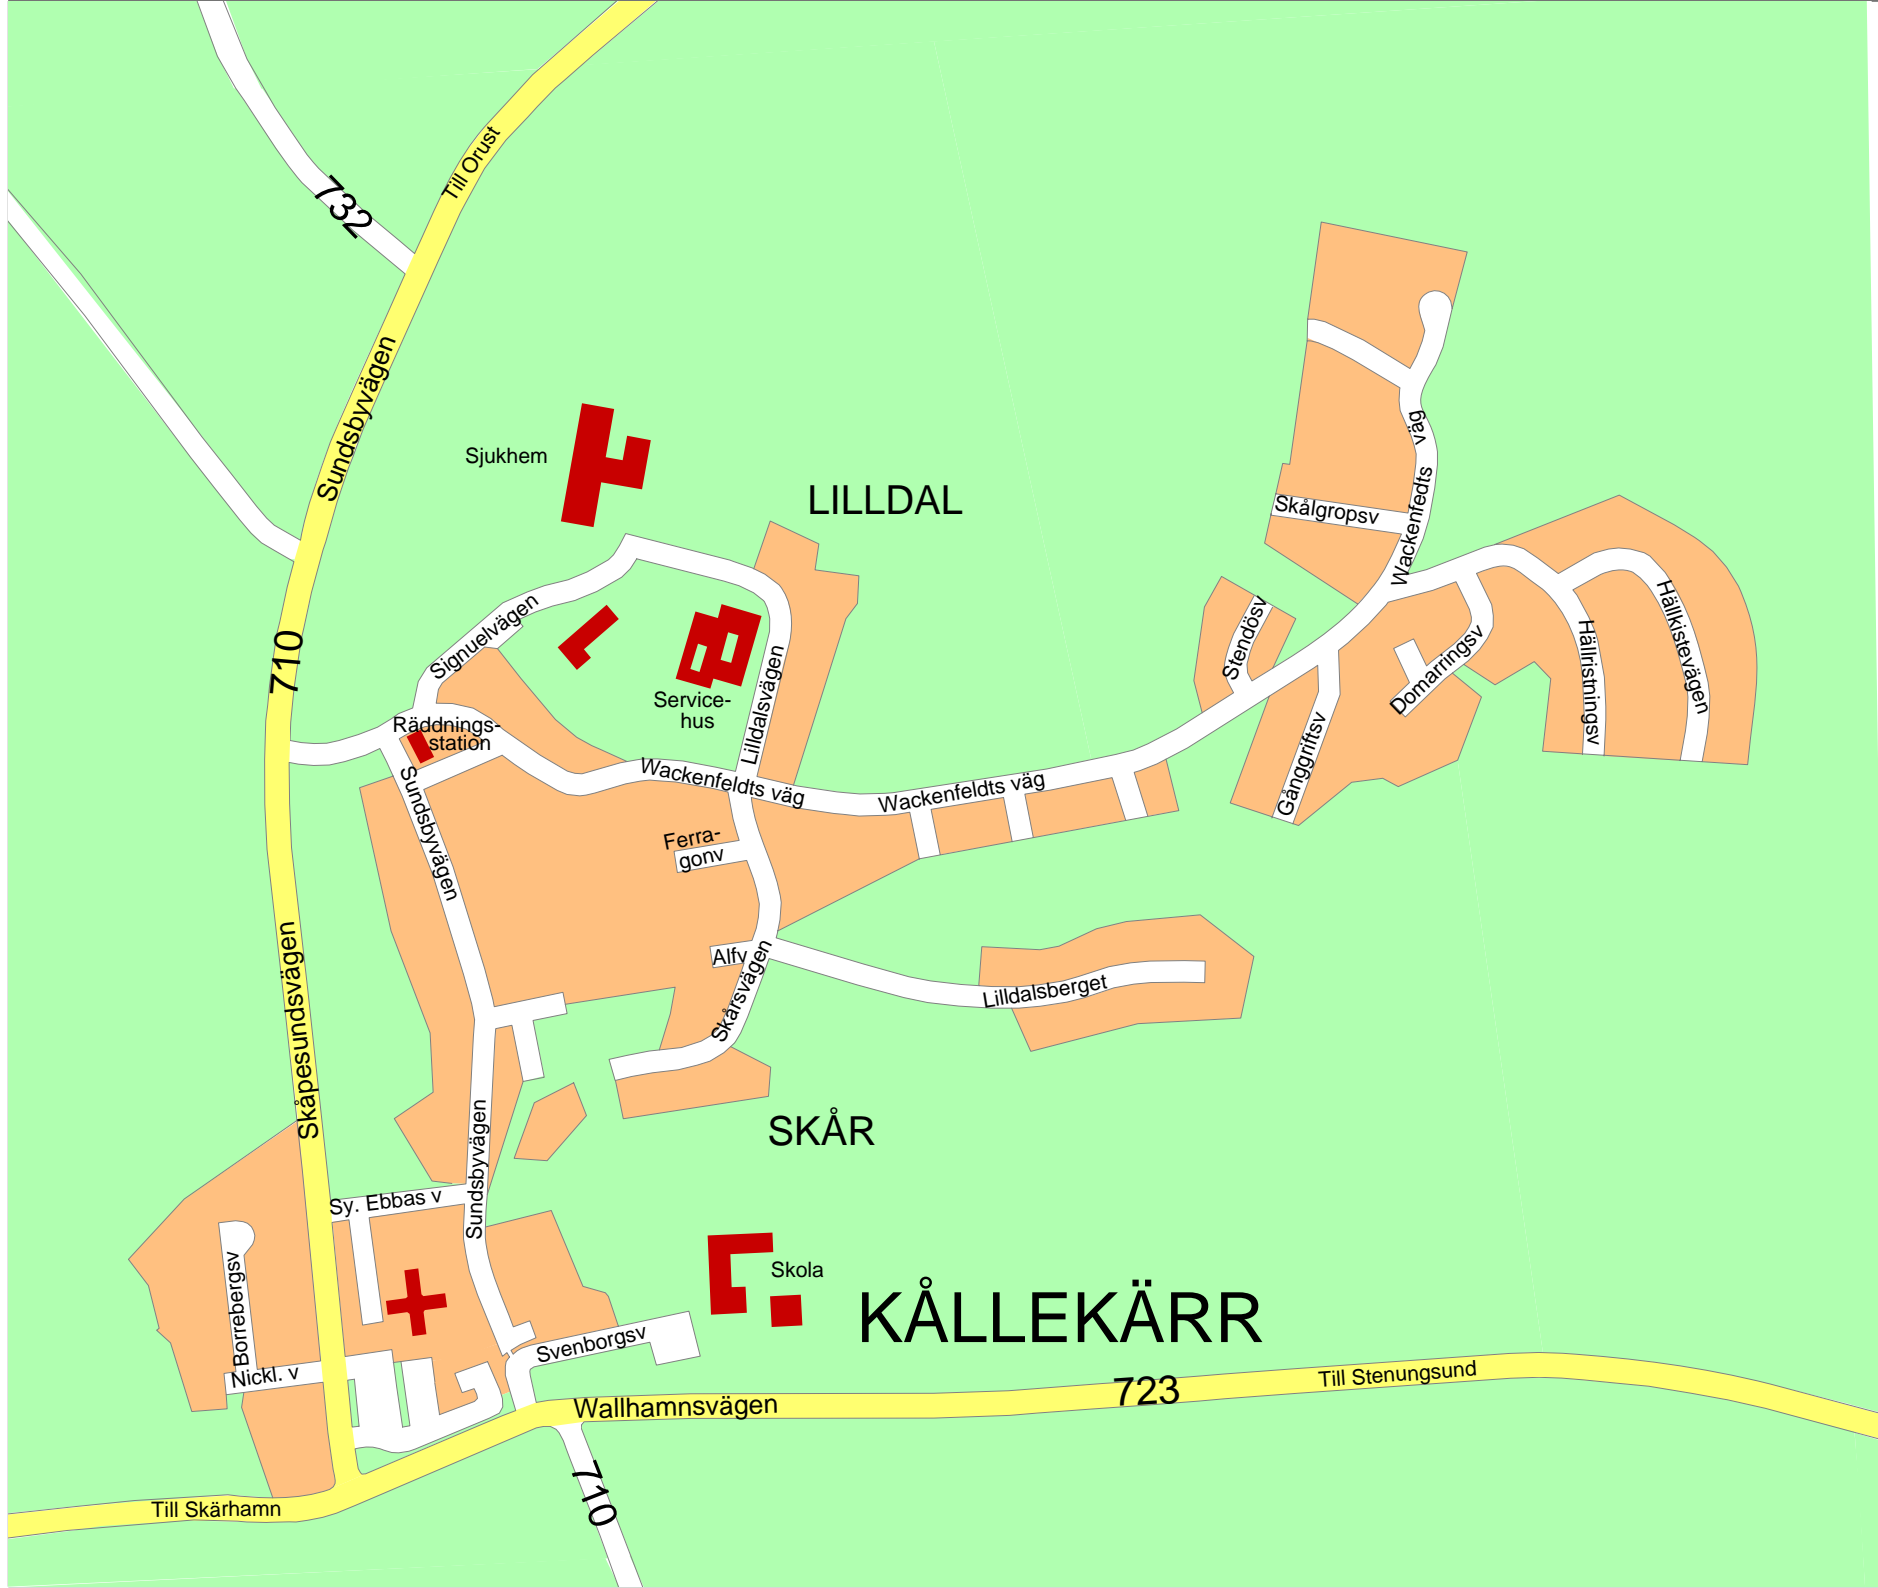 Till Orust
732
Sundsbyvägen
väg
Sjukhem
LILLDAL
Wackenfedts
Skålgropsv
Signuelvägen
Stendösv
Hällkistevägen
Hällristningsv
Domarringsv
710
Lilldalsvägen
Service-
hus
Räddnings-
station
Gånggriftsv
Wackenfeldts väg
Wackenfeldts väg
Sundsbyvägen
Ferra-
gonv
Skåpesundsvägen
Alfv
Skårsvägen
Lilldalsberget
SKÅR
Sundsbyvägen
Sy. Ebbas v
Borrebergsv
Skola
KÅLLEKÄRR
Svenborgsv
Nickl. v
Till Stenungsund
723
Wallhamnsvägen
710
Till Skärhamn